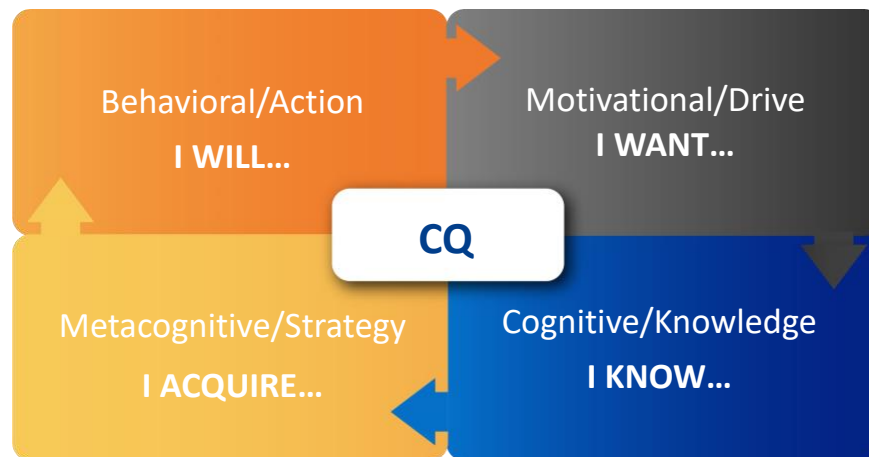 Behavioral/Action
I WILL…
Motivational/Drive
I WANT…
CQ
Metacognitive/Strategy
I ACQUIRE…
Cognitive/Knowledge
I KNOW…